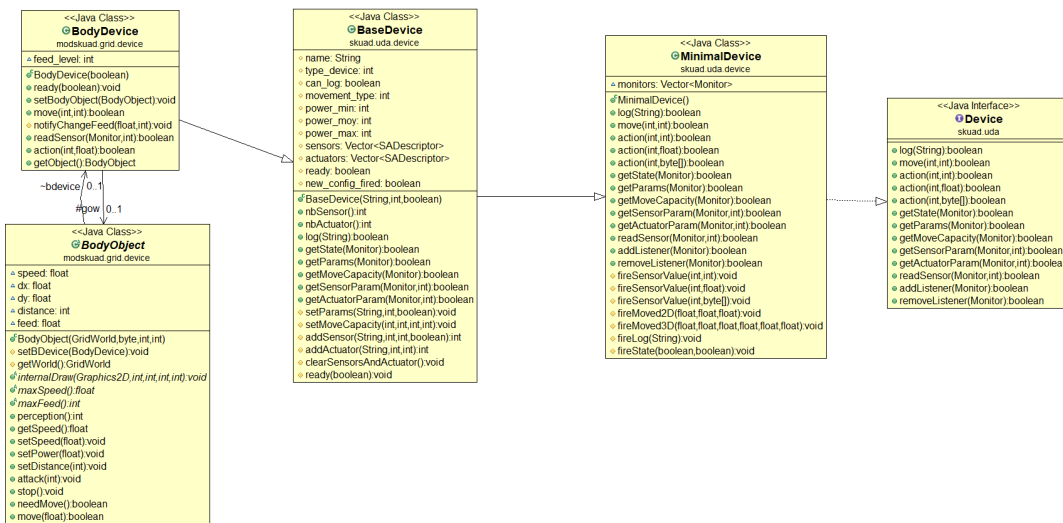 <<Java Class>>
BodyDevice
modskuad.grid.device
feed_level: int
BodyDevice(boolean)
ready(boolean):void
setBodyObject(BodyObject):void
move(int,int):boolean
notifyChangeFeed(float,int):void
readSensor(Monitor,int):boolean
action(int,float):boolean
getObject():BodyObject
~bdevice 0..1
#gow 0..1
<<Java Class>>
BodyObject
modskuad.grid.device
speed: float
dx: float
dy: float
distance: int
feed: float
BodyObject(GridWorld,byte,int,int)
setBDevice(BodyDevice):void
getWorld():GridWorld
internalDraw(Graphics2D,int,int,int,int):void
maxSpeed():float
maxFeed():int
perception():int
getSpeed():float
setSpeed(float):void
setPower(float):void
setDistance(int):void
attack(int):void
stop():void
needMove():boolean
move(float):boolean
<<Java Class>>
BaseDevice
skuad.uda.device
name: String
type_device: int
can_log: boolean
movement_type: int
power_min: int
power_moy: int
power_max: int
sensors: Vector<SADescriptor>
actuators: Vector<SADescriptor>
ready: boolean
new_config_fired: boolean
BaseDevice(String,int,boolean)
nbSensor():int
nbActuator():int
log(String):boolean
getState(Monitor):boolean
getParams(Monitor):boolean
getMoveCapacity(Monitor):boolean
getSensorParam(Monitor,int):boolean
getActuatorParam(Monitor,int):boolean
setParams(String,int,boolean):void
setMoveCapacity(int,int,int,int):void
addSensor(String,int,int,boolean):int
addActuator(String,int,int):int
clearSensorsAndActuator():void
ready(boolean):void
<<Java Class>>
MinimalDevice
skuad.uda.device
monitors: Vector<Monitor>
MinimalDevice()
log(String):boolean
move(int,int):boolean
action(int,int):boolean
action(int,float):boolean
action(int,byte[]):boolean
getState(Monitor):boolean
getParams(Monitor):boolean
getMoveCapacity(Monitor):boolean
getSensorParam(Monitor,int):boolean
getActuatorParam(Monitor,int):boolean
readSensor(Monitor,int):boolean
addListener(Monitor):boolean
removeListener(Monitor):boolean
fireSensorValue(int,int):void
fireSensorValue(int,float):void
fireSensorValue(int,byte[]):void
fireMoved2D(float,float,float):void
fireMoved3D(float,float,float,float,float,float):void
fireLog(String):void
fireState(boolean,boolean):void
<<Java Interface>>
Device
skuad.uda
log(String):boolean
move(int,int):boolean
action(int,int):boolean
action(int,float):boolean
action(int,byte[]):boolean
getState(Monitor):boolean
getParams(Monitor):boolean
getMoveCapacity(Monitor):boolean
getSensorParam(Monitor,int):boolean
getActuatorParam(Monitor,int):boolea
readSensor(Monitor,int):boolean
addListener(Monitor):boolean
removeListener(Monitor):boolean